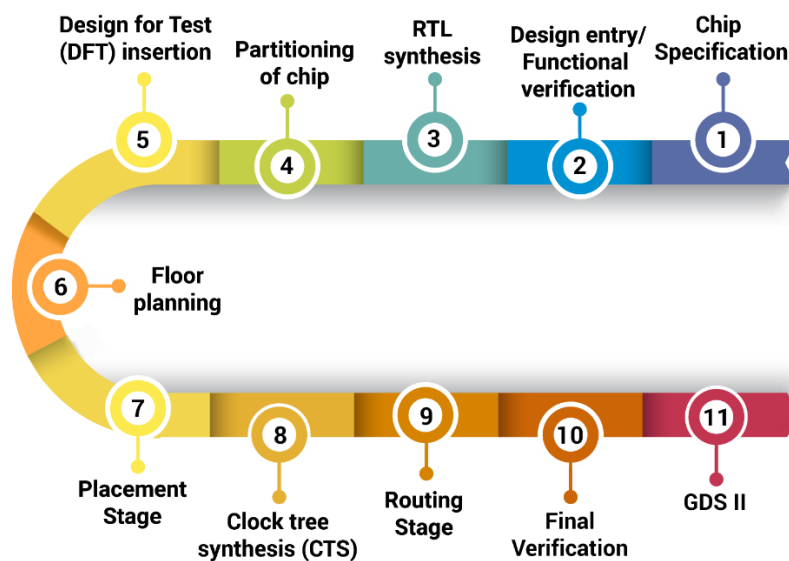 Chip
Specification
1
Design entry/
Functional
verification
2
RTL
synthesis
3
Partitioning
of chip
4
Design for Test
(DFT) insertion
5
6
Floor
planning
7
Placement
Stage
8
Clock tree
synthesis (CTS)
9
Routing
Stage
10
Final
Verification
11
GDS II